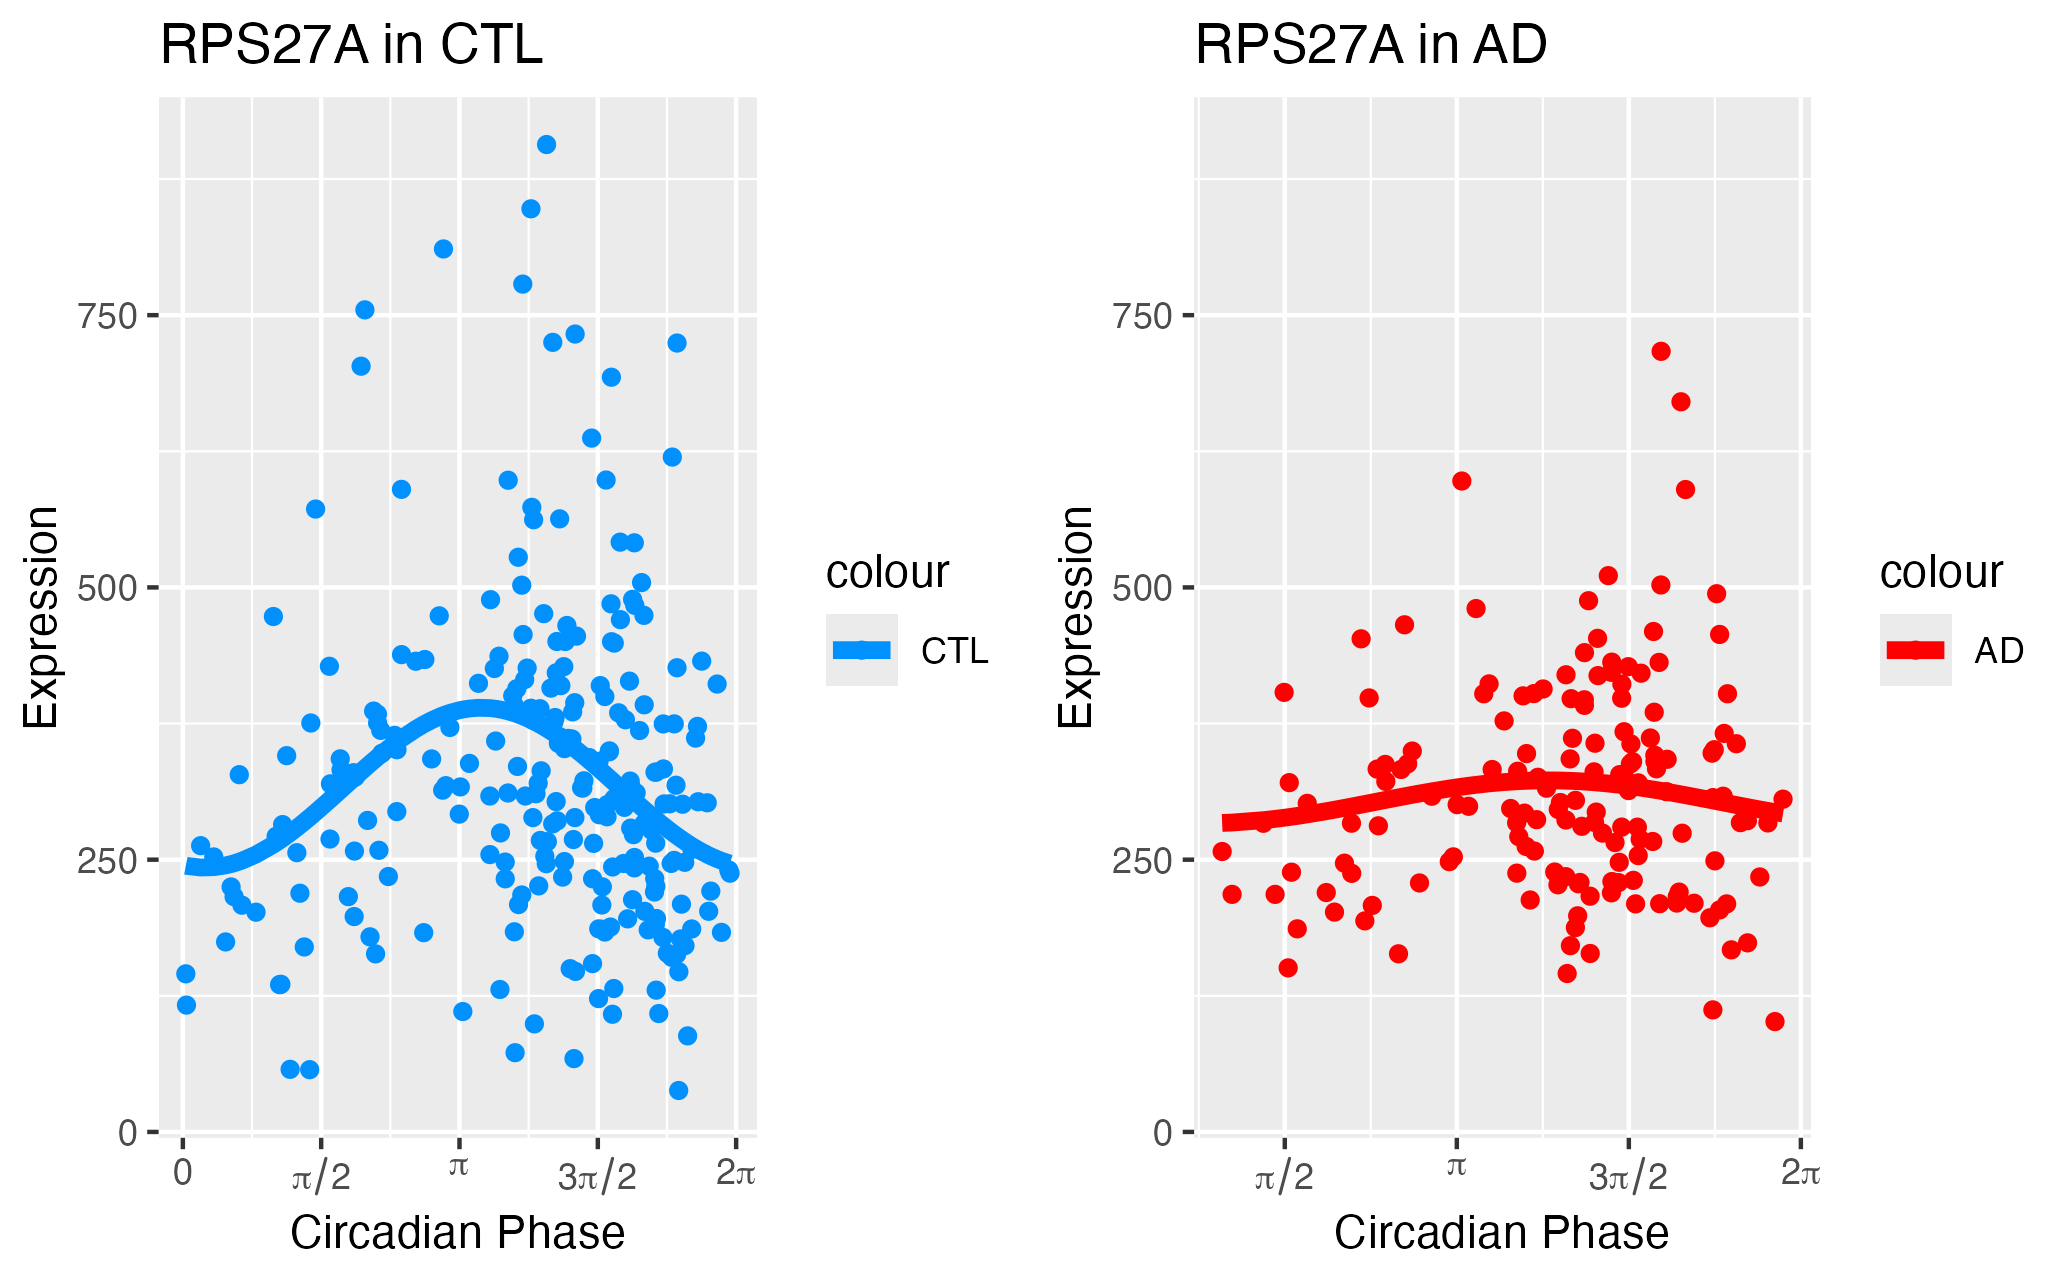 RPS27A in CTL
Expression
750
500
250
0
0 π/2 π 3π/2 2π
Circadian Phase
colour
CTL
RPS27A in AD
Expression
750
500
250
0
π/2 π 3π/2 2π
Circadian Phase
colour
AD